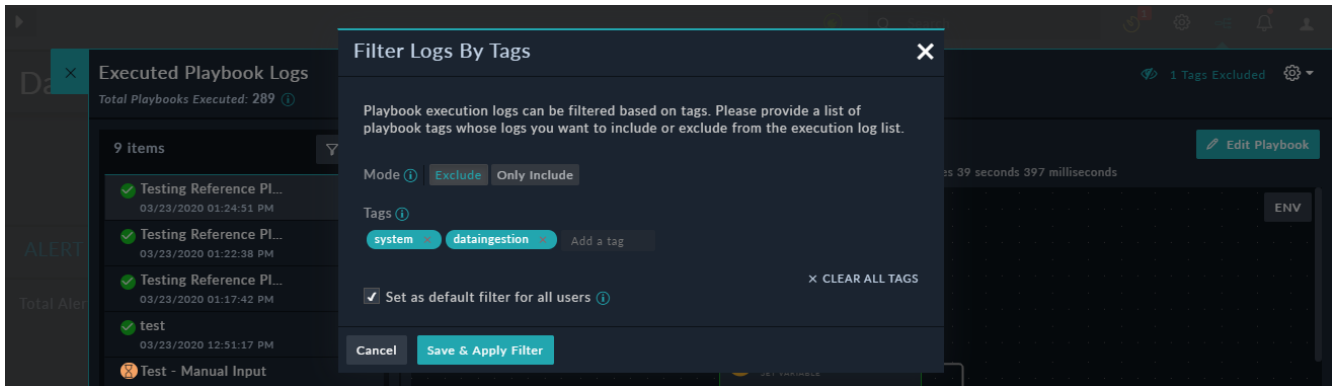 Filter Logs By Tags
Executed Playbook Logs
1 Tags Excluded
Total Playbooks Executed: 289
Playbook execution logs can be filtered based on tags. Please provide a list of
playbook tags whose logs you want to include or exclude from the execution log list.
9 items
Edit Playbook
Mode Exclude Only Include
es 39 seconds 397 milliseconds
Testing Reference Pl...
03/23/2020 01:24:51 PM
ENV
Tags
Testing Reference Pl...
system × dataingestion × Add a tag
ALERT
03/23/2020 01:22:38 PM
Testing Reference Pl...
× CLEAR ALL TAGS
03/23/2020 01:17:42 PM
Set as default filter for all users
Total Aler
test
03/23/2020 12:51:17 PM
Cancel Save & Apply Filter
Test - Manual Input
SET VARIABLE